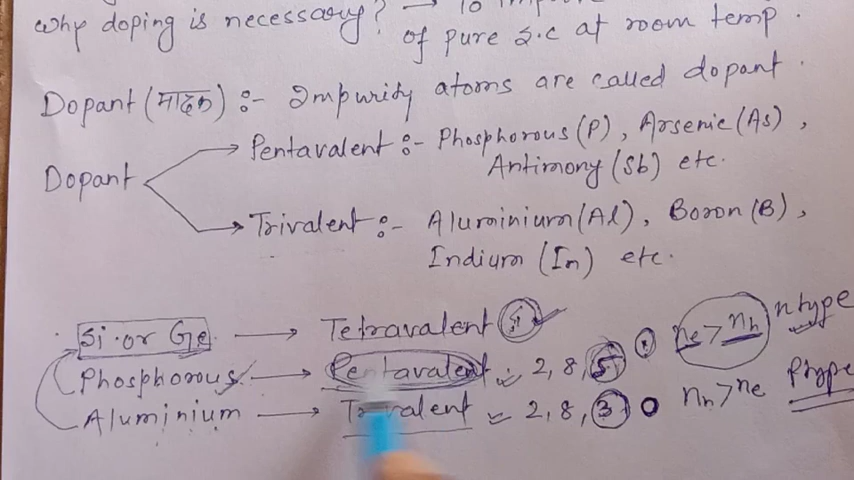 why doping is necessary? → To
of pure S.C at room temp.
Dopant (मादक) :- Impurity atoms are called dopant.
Dopant
→ Pentavalent :- Phosphorous (P), Arsenic (As),
Antimony (Sb) etc.
→ Trivalent :- Aluminium (Al), Boron (B),
Indium (In) etc.
Si or Ge → Tetravalent ne > nh n type
Phosphorous → Pentavalent 2, 8, 5
Aluminium → Trivalent 2, 8, 3 nh > ne P type